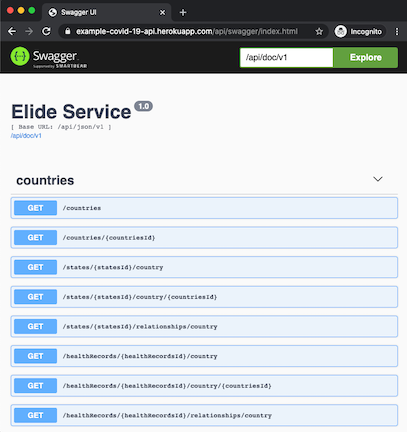 Swagger UI
example-covid-19-api.herokuapp.com/api/swagger/index.html
Incognito
Swagger
Supported by SMARTBEAR
/api/doc/v1
Explore
Elide Service 1.0
[ Base URL: /api/json/v1 ]
/api/doc/v1
countries
GET /countries
GET /countries/{countriesId}
GET /states/{statesId}/country
GET /states/{statesId}/country/{countriesId}
GET /states/{statesId}/relationships/country
GET /healthRecords/{healthRecordsId}/country
GET /healthRecords/{healthRecordsId}/country/{countriesId}
GET /healthRecords/{healthRecordsId}/relationships/country